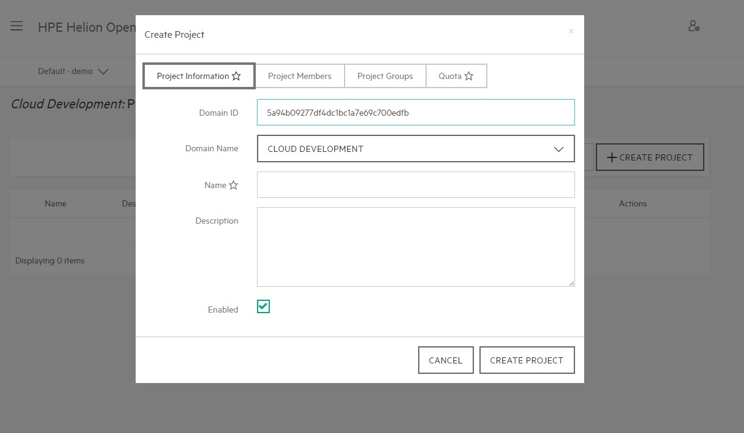 HPE Helion Open
Create Project
×
Default · demo
Project Information
Project Members
Project Groups
Quota
Cloud Development: P
Domain ID
5a94b09277df4dc1bc1a7e69c700edfb
Domain Name
CLOUD DEVELOPMENT
CREATE PROJECT
Name
Name
Des
Actions
Description
Displaying 0 items
Enabled
CANCEL
CREATE PROJECT